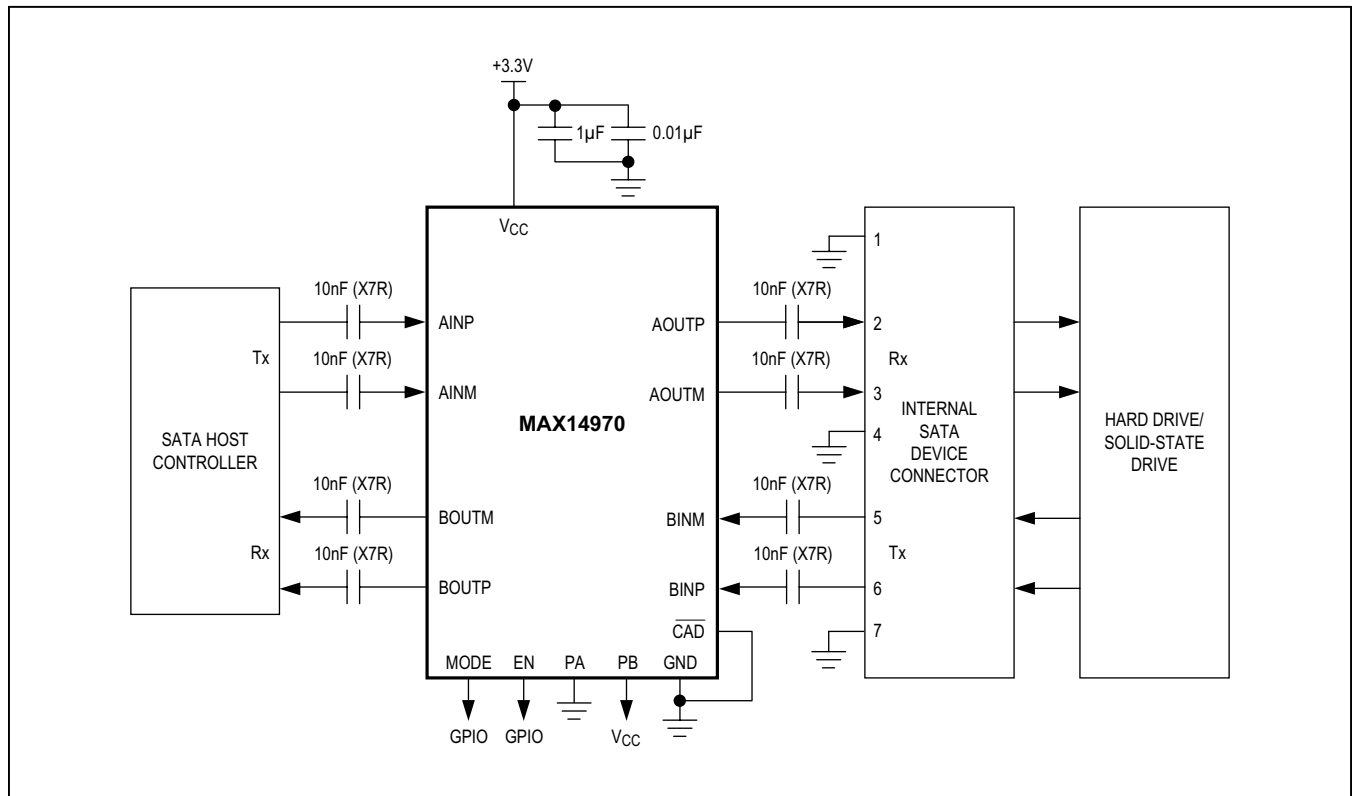 +3.3V
1µF
0.01µF
VCC
10nF (X7R)
AINP
10nF (X7R)
AINM
Tx
SATA HOST
CONTROLLER
10nF (X7R)
BOUTM
Rx
10nF (X7R)
BOUTP
MAX14970
AOUTP
AOUTM
BINM
BINP
CAD
MODE
EN
PA
PB
GND
GPIO
GPIO
VCC
10nF (X7R)
10nF (X7R)
10nF (X7R)
10nF (X7R)
1
2
Rx
3
4
5
Tx
6
7
INTERNAL
SATA
DEVICE
CONNECTOR
HARD DRIVE/
SOLID-STATE
DRIVE